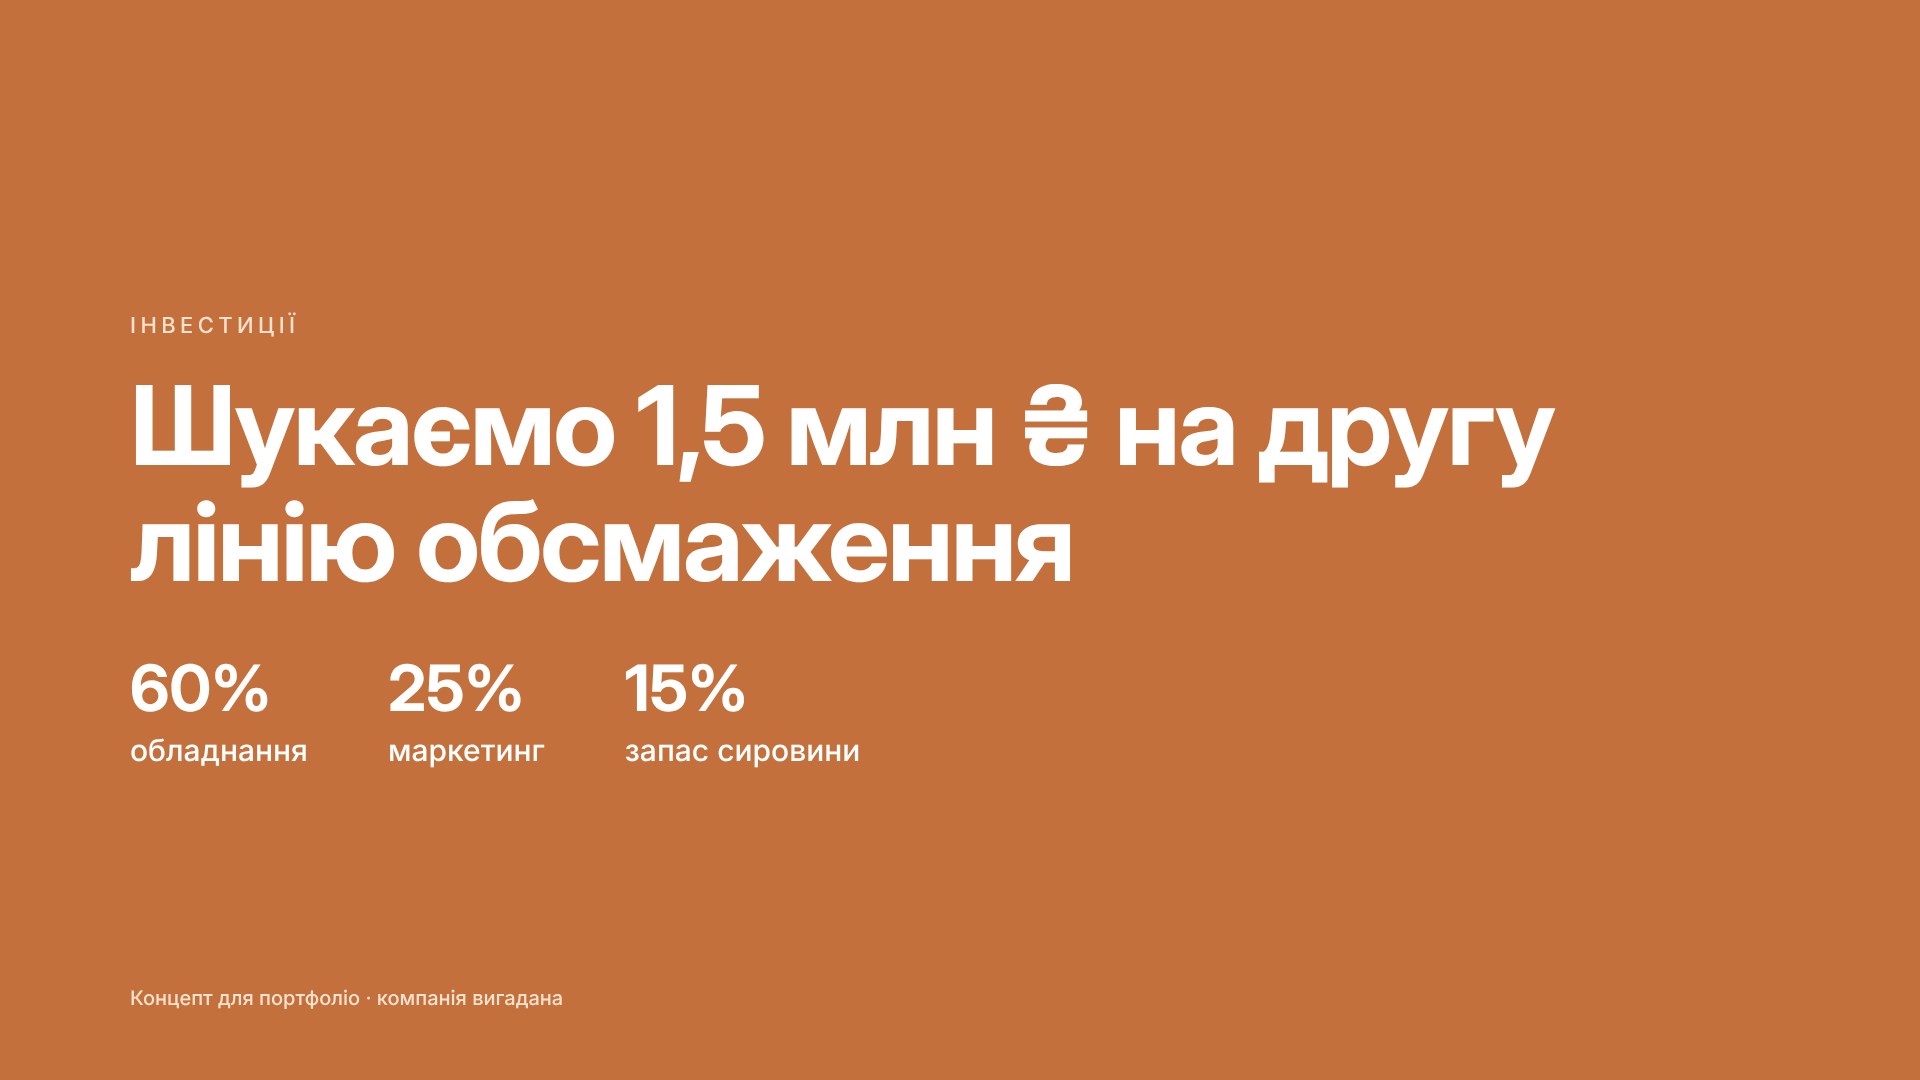 ІНВЕСТИЦІЇ
Шукаємо 1,5 млн ₴ на другу
лінію обсмаження
60% 25% 15%
обладнання маркетинг запас сировини
Концепт для портфоліо · компанія вигадана